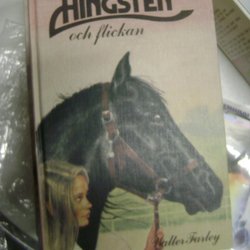 HINGSTEN
och flickan
Walter Farley